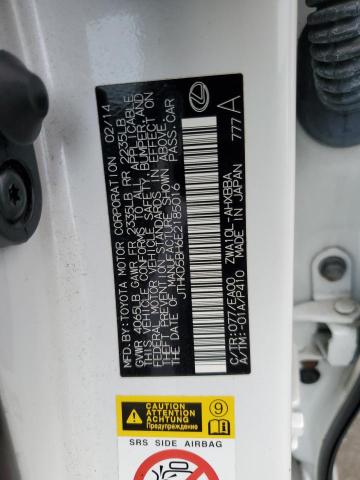 MFD. BY: TOYOTA MOTOR CORPORATION 02/14
GVWR 4065LB GAWR FR 2335LB RR 2235LB
THIS VEHICLE CONFORMS TO ALL APPLICABLE
FEDERAL MOTOR VEHICLE SAFETY, BUMPER, AND
THEFT PREVENTION STANDARDS IN EFFECT ON
THE DATE OF MANUFACTURE SHOWN ABOVE.
JTHKD5BH6E2185016 PASS.CAR
C/TR: 077/EA00 ZWA10L-AHXBBA
A/TM: -01A/P410 MADE IN JAPAN 777 A
CAUTION
ATTENTION
Предупреждение
9
SRS SIDE AIRBAG